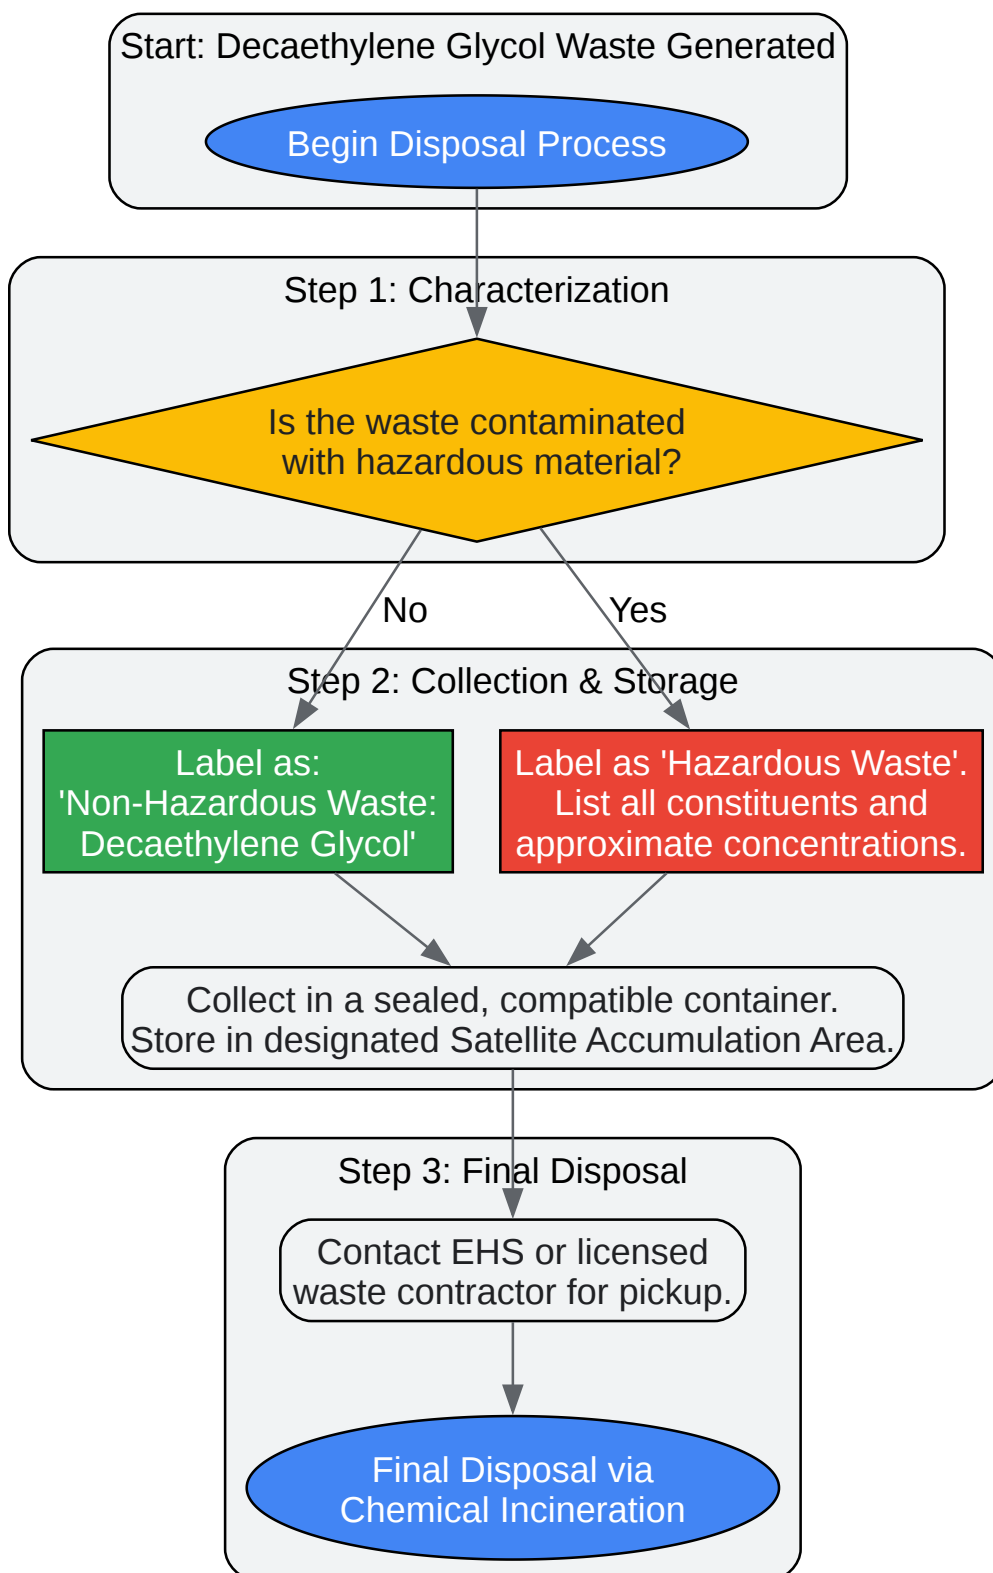 Start: Decaethylene Glycol Waste Generated
Begin Disposal Process
Step 1: Characterization
Is the waste contaminated
with hazardous material?
No
Yes
Step 2: Collection & Storage
Label as:
'Non-Hazardous Waste:
Decaethylene Glycol'
Label as 'Hazardous Waste'.
List all constituents and
approximate concentrations.
Collect in a sealed, compatible container.
Store in designated Satellite Accumulation Area.
Step 3: Final Disposal
Contact EHS or licensed
waste contractor for pickup.
Final Disposal via
Chemical Incineration